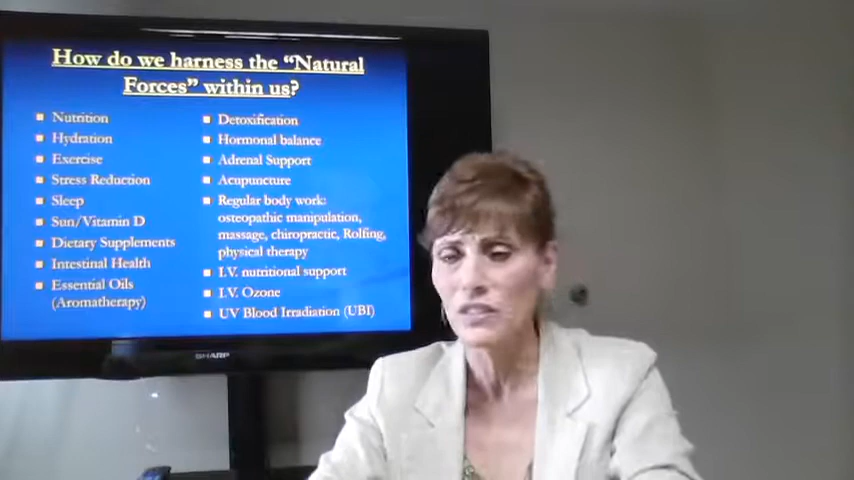 How do we harness the “Natural
Forces” within us?
Nutrition
Hydration
Exercise
Stress Reduction
Sleep
Sun/Vitamin D
Dietary Supplements
Intestinal Health
Essential Oils
(Aromatherapy)
Detoxification
Hormonal balance
Adrenal Support
Acupuncture
Regular body work:
osteopathic manipulation,
massage, chiropractic, Rolfing,
physical therapy
I.V. nutritional support
I.V. Ozone
UV Blood Irradiation (UBI)
SHARP